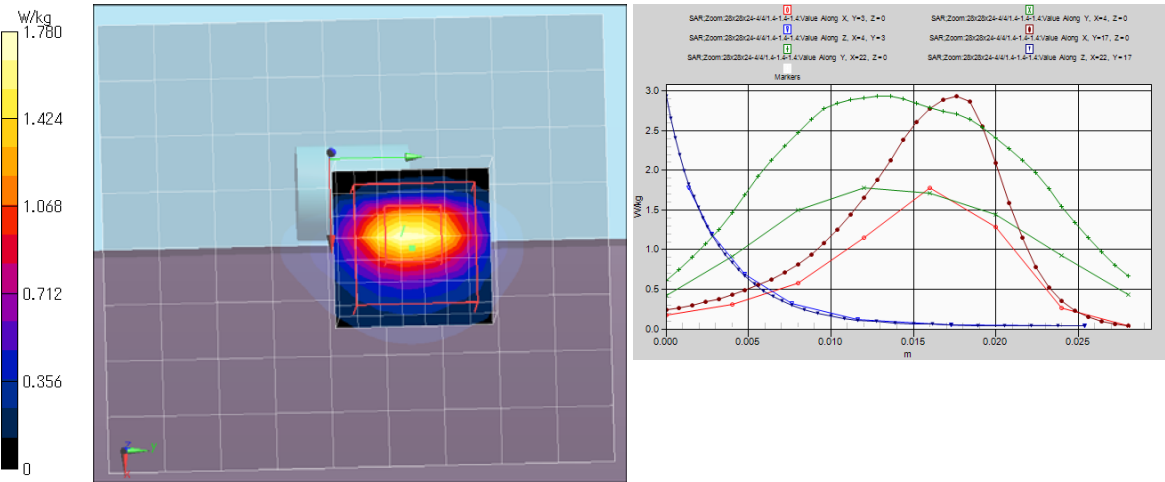 W/kg
1.780
1.424
1.068
0.712
0.356
0
z
y
SAR;Zoom:28x28x24-4/4/1.4-1.4-1.4:Value Along X, Y=3, Z=0
SAR;Zoom:28x28x24-4/4/1.4-1.4-1.4:Value Along Y, X=4, Z=0
SAR;Zoom:28x28x24-4/4/1.4-1.4-1.4:Value Along Z, X=4, Y=3
SAR;Zoom:28x28x24-4/4/1.4-1.4-1.4:Value Along X, Y=17, Z=0
SAR;Zoom:28x28x24-4/4/1.4-1.4-1.4:Value Along Y, X=22, Z=0
SAR;Zoom:28x28x24-4/4/1.4-1.4-1.4:Value Along Z, X=22, Y=17
Markers
3.0
2.5
2.0
1.5
1.0
0.5
0.0
W/kg
0.000 0.005 0.010 0.015 0.020 0.025
m